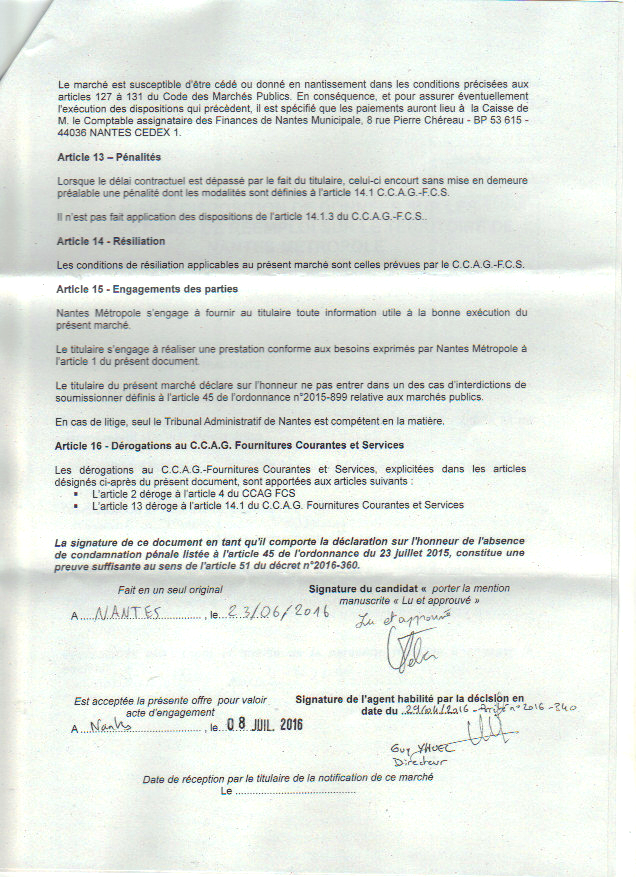 Le marché est susceptible d'être cédé ou donné en nantissement dans les conditions précisées aux
articles 127 à 131 du Code des Marchés Publics. En conséquence, et pour assurer éventuellement
l'exécution des dispositions qui précèdent, il est spécifié que les paiements auront lieu à la Caisse de
M. le Comptable assignataire des Finances de Nantes Municipale, 8 rue Pierre Chéreau - BP 53 615 -
44036 NANTES CEDEX 1.
Article 13 – Pénalités
Lorsque le délai contractuel est dépassé par le fait du titulaire, celui-ci encourt sans mise en demeure
préalable une pénalité dont les modalités sont définies à l'article 14.1 C.C.A.G.-F.C.S.
Il n'est pas fait application des dispositions de l'article 14.1.3 du C.C.A.G.-F.C.S..
Article 14 - Résiliation
Les conditions de résiliation applicables au présent marché sont celles prévues par le C.C.A.G.-F.C.S.
Article 15 - Engagements des parties
Nantes Métropole s'engage à fournir au titulaire toute information utile à la bonne exécution du
présent marché.
Le titulaire s'engage à réaliser une prestation conforme aux besoins exprimés par Nantes Métropole à
l'article 1 du présent document.
Le titulaire du présent marché déclare sur l'honneur ne pas entrer dans un des cas d'interdictions de
soumissionner définis à l'article 45 de l'ordonnance n°2015-899 relative aux marchés publics.
En cas de litige, seul le Tribunal Administratif de Nantes est compétent en la matière.
Article 16 - Dérogations au C.C.A.G. Fournitures Courantes et Services
Les dérogations au C.C.A.G.-Fournitures Courantes et Services, explicitées dans les articles
désignés ci-après du présent document, sont apportées aux articles suivants :
▪ L'article 2 déroge à l'article 4 du CCAG FCS
▪ L'article 13 déroge à l'article 14.1 du C.C.A.G. Fournitures Courantes et Services
La signature de ce document en tant qu'il comporte la déclaration sur l'honneur de l'absence
de condamnation pénale listée à l'article 45 de l'ordonnance du 23 juillet 2015, constitue une
preuve suffisante au sens de l'article 51 du décret n°2016-360.
Fait en un seul original
A ....NANTES............, le...23/06/2016
Signature du candidat « porter la mention
manuscrite « Lu et approuvé »
Lu et approuvé
Est acceptée la présente offre pour valoir
acte d'engagement
A ...Nantes...................., le...08 JUIL. 2016
Signature de l'agent habilité par la décision en
date du ..29/04/2016 - Arrêté n°2016 - 340
Guy YHUEL
Directeur
Date de réception par le titulaire de la notification de ce marché
Le ........................................